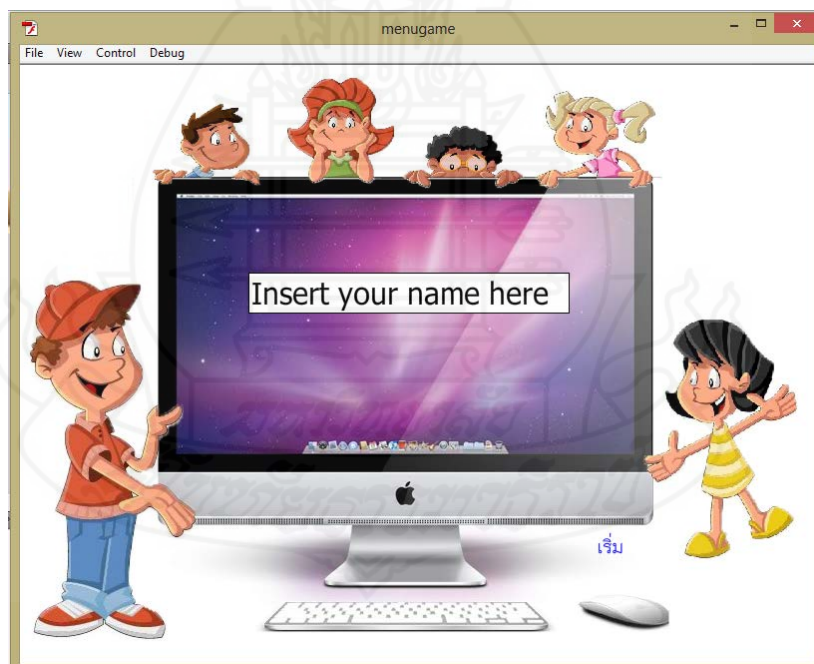 menugame
File View Control Debug
Insert your name here
เริ่ม